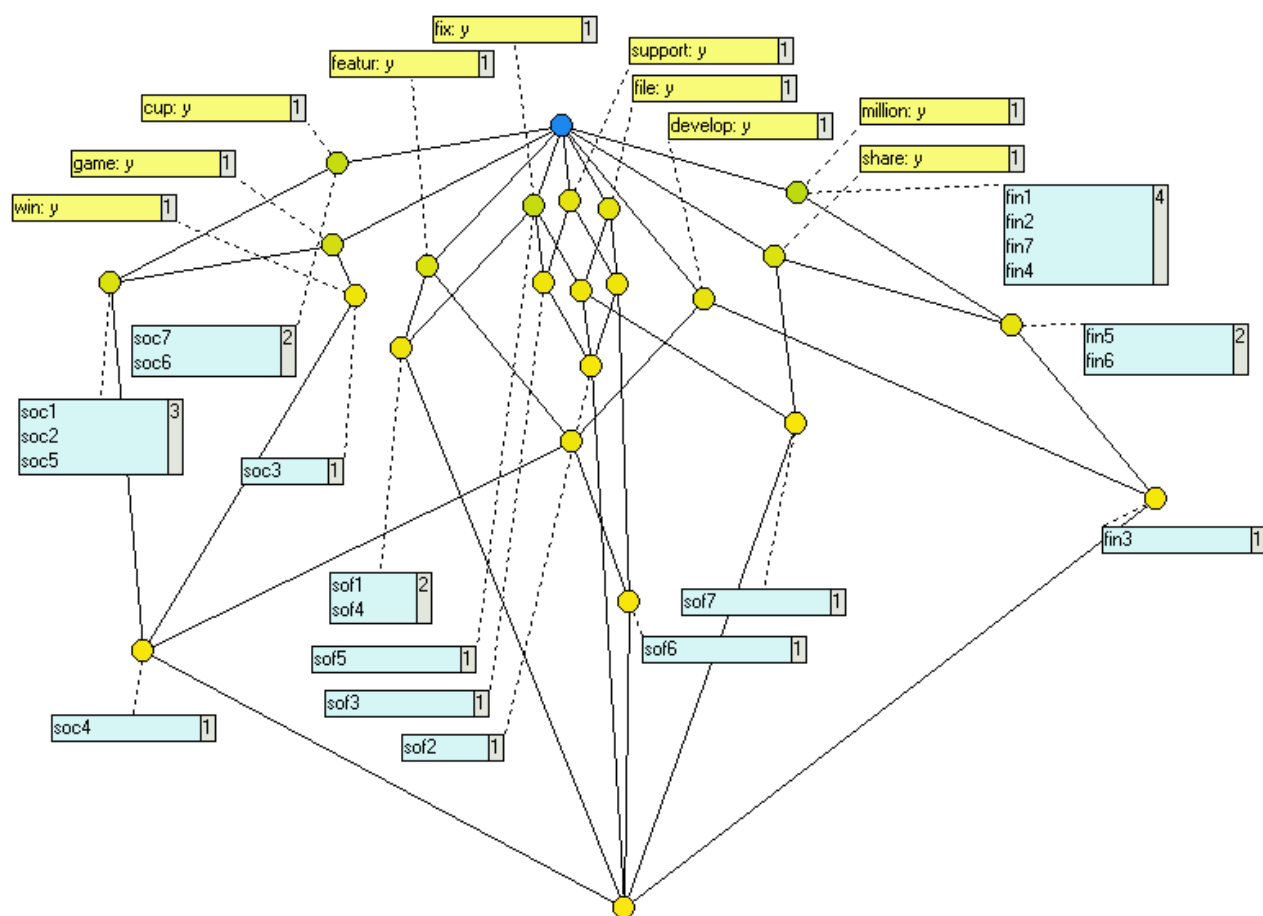 fix: y 1
support: y 1
featur: y 1
file: y 1
cup: y 1
million: y 1
develop: y 1
game: y 1
share: y 1
win: y 1
fin1 4
fin2
fin7
fin4
soc7 2
soc6
fin5 2
fin6
soc1 3
soc2
soc5
soc3 1
fin3 1
sof1 2
sof4
sof7 1
sof6 1
sof5 1
sof3 1
soc4 1
sof2 1